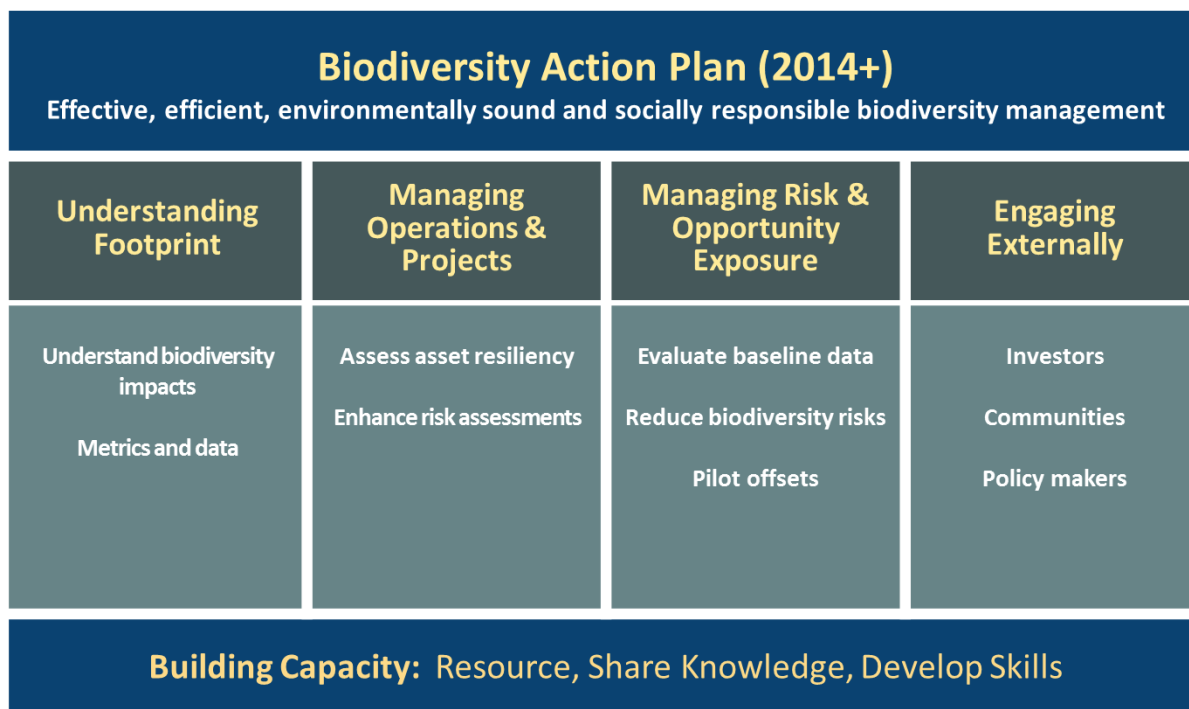 Biodiversity Action Plan (2014+)
Effective, efficient, environmentally sound and socially responsible biodiversity management
Understanding
Footprint
Managing
Operations &
Projects
Managing Risk &
Opportunity
Exposure
Engaging
Externally
Understand biodiversity
impacts
Metrics and data
Assess asset resiliency
Enhance risk assessments
Evaluate baseline data
Reduce biodiversity risks
Pilot offsets
Investors
Communities
Policy makers
Building Capacity: Resource, Share Knowledge, Develop Skills